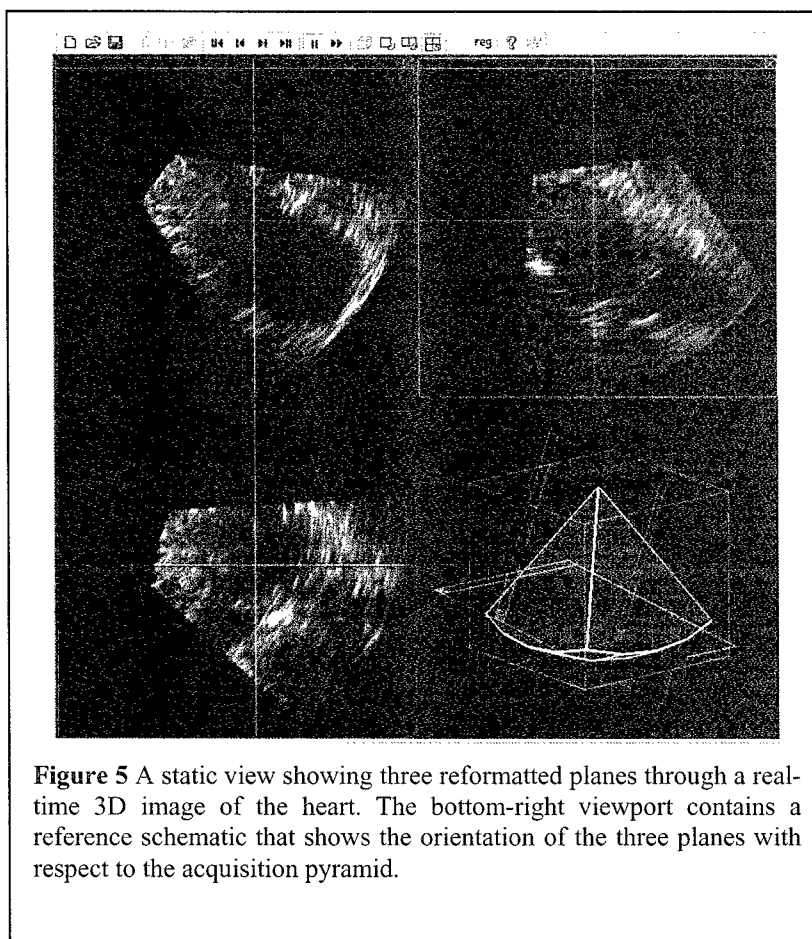 reg ?
Figure 5 A static view showing three reformatted planes through a real-
time 3D image of the heart. The bottom-right viewport contains a
reference schematic that shows the orientation of the three planes with
respect to the acquisition pyramid.